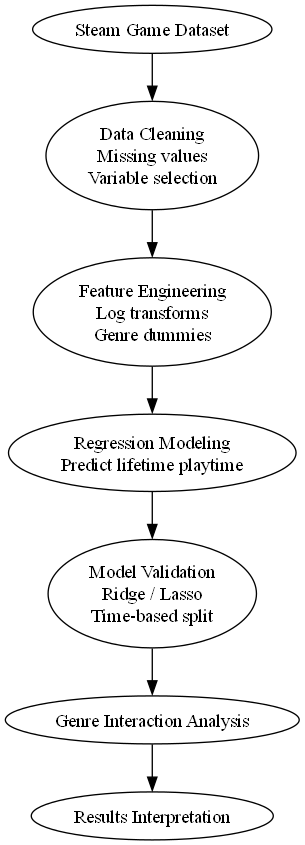 Steam Game Dataset
Data Cleaning
Missing values
Variable selection
Feature Engineering
Log transforms
Genre dummies
Regression Modeling
Predict lifetime playtime
Model Validation
Ridge / Lasso
Time-based split
Genre Interaction Analysis
Results Interpretation